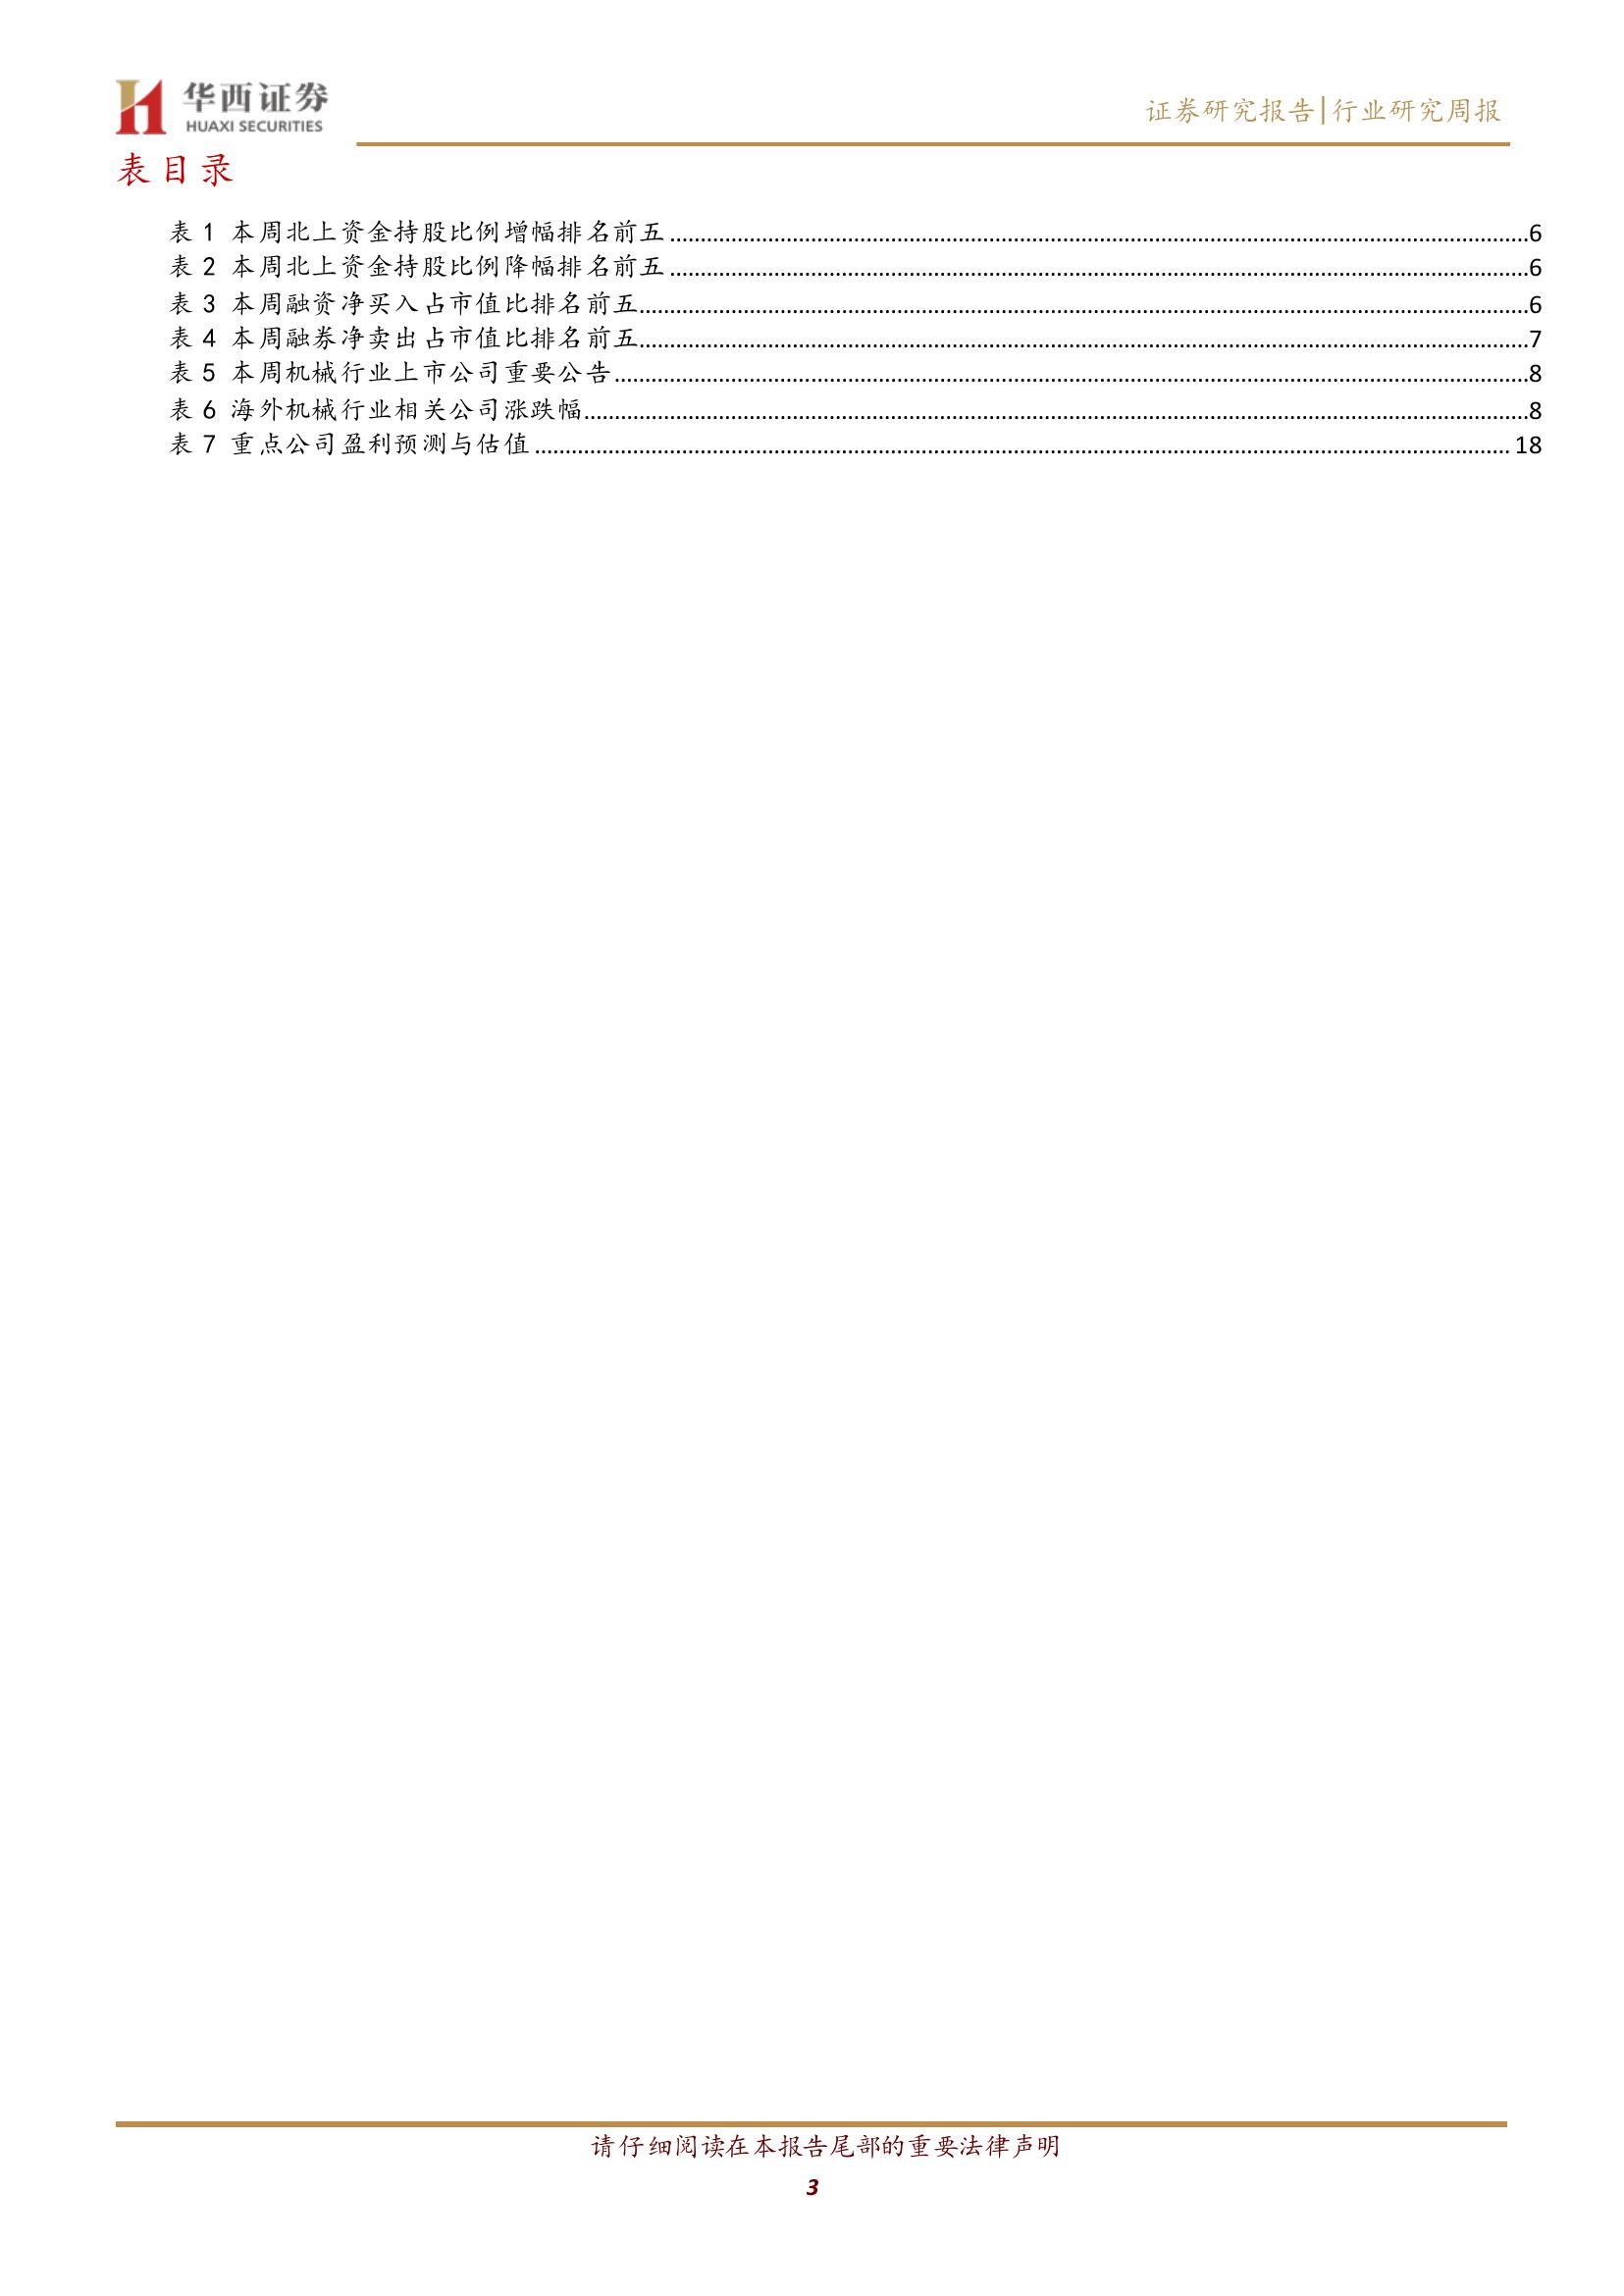 华西证券
HUAXI SECURITIES
证券研究报告|行业研究周报
表目录
表 1 本周北上资金持股比例增幅排名前五........................................6
表 2 本周北上资金持股比例降幅排名前五........................................6
表 3 本周融资净买入占市值比排名前五........................................6
表 4 本周融券净卖出占市值比排名前五........................................7
表 5 本周机械行业上市公司重要公告........................................8
表 6 海外机械行业相关公司涨跌幅........................................8
表 7 重点公司盈利预测与估值........................................18
请仔细阅读在本报告尾部的重要法律声明
3